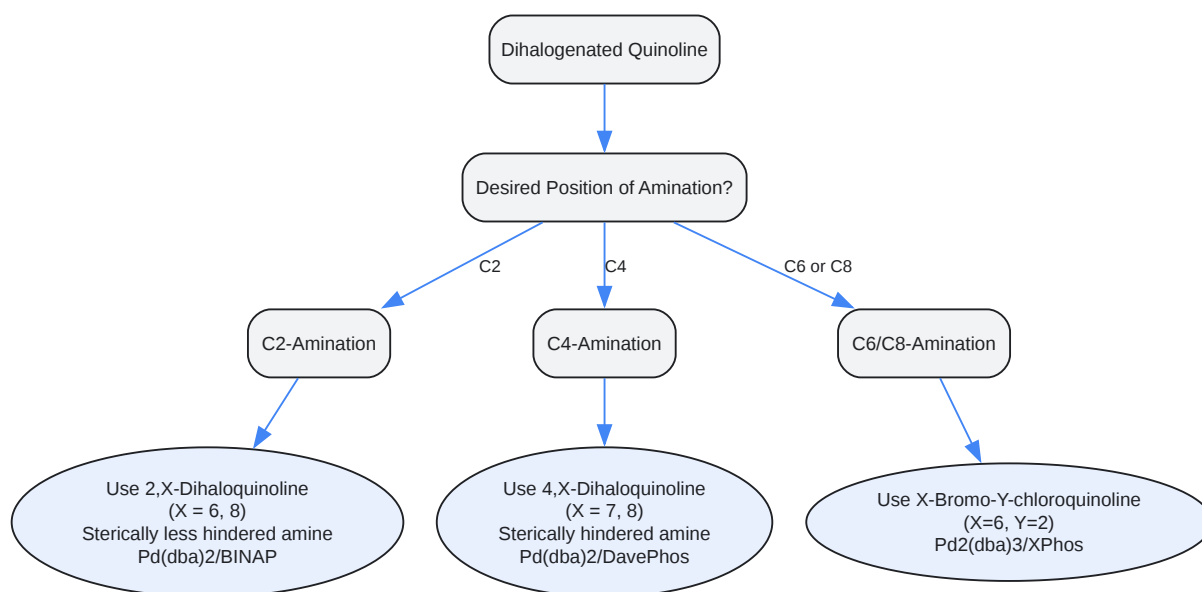 Dihalogenated Quinoline
Desired Position of Amination?
C2
C4
C6 or C8
C2-Amination
C4-Amination
C6/C8-Amination
Use 2,X-Dihaloquinoline
(X = 6, 8)
Sterically less hindered amine
Pd(dba)2/BINAP
Use 4,X-Dihaloquinoline
(X = 7, 8)
Sterically hindered amine
Pd(dba)2/DavePhos
Use X-Bromo-Y-chloroquinoline
(X=6, Y=2)
Pd2(dba)3/XPhos